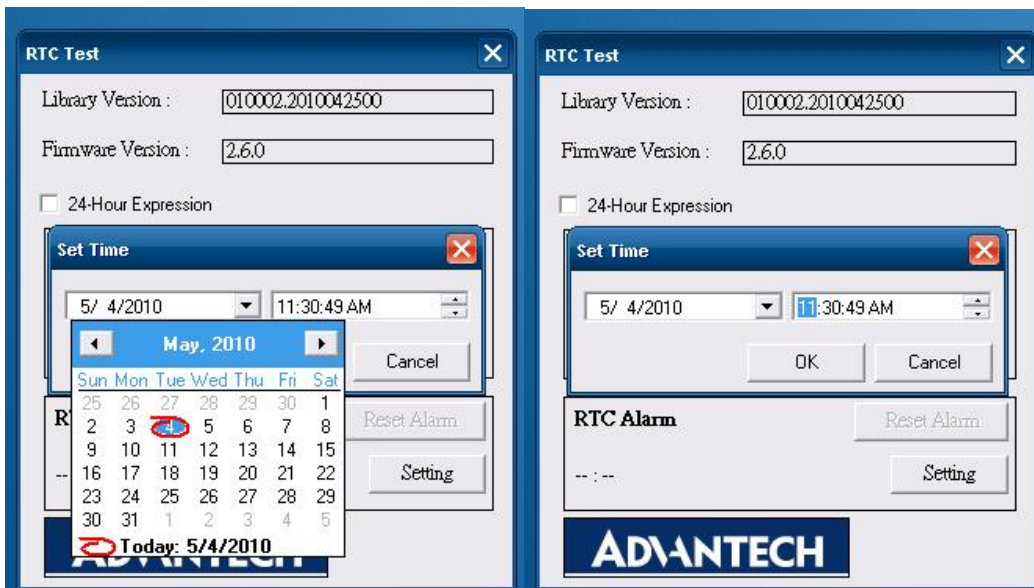 RTC Test
Library Version : 010002.2010042500
Firmware Version : 2.6.0
24-Hour Expression
Set Time
5/ 4/2010 11:30:49 AM
May, 2010
Cancel
Sun Mon Tue Wed Thu Fri Sat
25 26 27 28 29 30 1
2 3 4 5 6 7 8
9 10 11 12 13 14 15
16 17 18 19 20 21 22
23 24 25 26 27 28 29
30 31 1 2 3 4 5
Today: 5/4/2010
R
Reset Alarm
--
Setting
RTC Test
Library Version : 010002.2010042500
Firmware Version : 2.6.0
24-Hour Expression
Set Time
5/ 4/2010 11:30:49 AM
OK Cancel
RTC Alarm Reset Alarm
-- : -- Setting
ADVANTECH